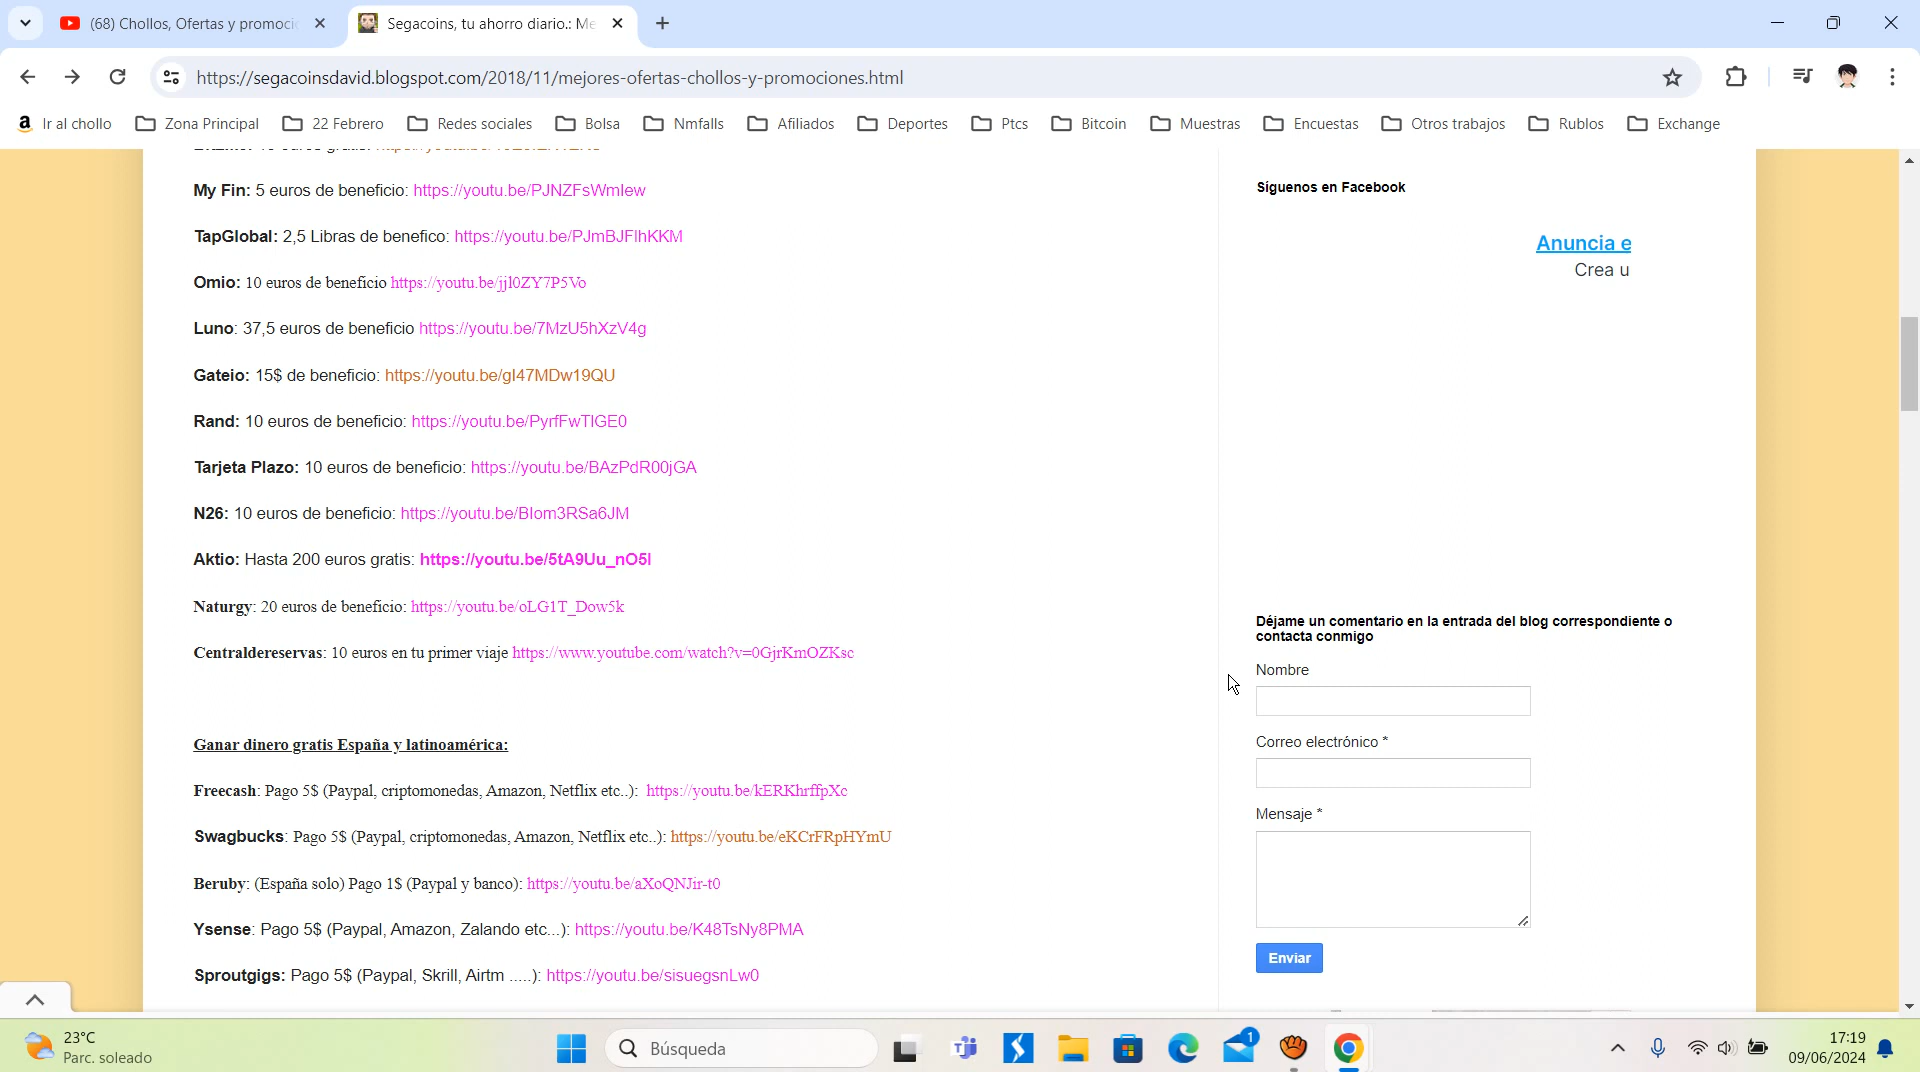 (68) Chollos, Ofertas y promoci
Segacoins, tu ahorro diario.: Me
https://segacoinsdavid.blogspot.com/2018/11/mejores-ofertas-chollos-y-promociones.html
Ir al chollo
Zona Principal
22 Febrero
Redes sociales
Bolsa
Nmfalls
Afiliados
Deportes
Ptcs
Bitcoin
Muestras
Encuestas
Otros trabajos
Rublos
Exchange
My Fin: 5 euros de beneficio: https://youtu.be/PJNZFsWmlew
TapGlobal: 2,5 Libras de benefico: https://youtu.be/PJmBJFlhKKM
Omio: 10 euros de beneficio https://youtu.be/jjl0ZY7P5Vo
Luno: 37,5 euros de beneficio https://youtu.be/7MzU5hXzV4g
Gateio: 15$ de beneficio: https://youtu.be/gI47MDw19QU
Rand: 10 euros de beneficio: https://youtu.be/PyrfFwTIGE0
Tarjeta Plazo: 10 euros de beneficio: https://youtu.be/BAzPdR00jGA
N26: 10 euros de beneficio: https://youtu.be/BIom3RSa6JM
Aktio: Hasta 200 euros gratis: https://youtu.be/5tA9Uu_nO5I
Naturgy: 20 euros de beneficio: https://youtu.be/oLG1T_Dow5k
Centraldereservas: 10 euros en tu primer viaje https://www.youtube.com/watch?v=0GjrKmOZKsc
Ganar dinero gratis España y latinoamérica:
Freecash: Pago 5$ (Paypal, criptomonedas, Amazon, Netflix etc..): https://youtu.be/kERKhrffpXc
Swagbucks: Pago 5$ (Paypal, criptomonedas, Amazon, Netflix etc..): https://youtu.be/eKCrFRpHYmU
Beruby: (España solo) Pago 1$ (Paypal y banco): https://youtu.be/aXoQNJir-t0
Ysense: Pago 5$ (Paypal, Amazon, Zalando etc...): https://youtu.be/K48TsNy8PMA
Sproutgigs: Pago 5$ (Paypal, Skrill, Airtm .....): https://youtu.be/sisuegsnLw0
Síguenos en Facebook
Anuncia e
Crea u
Déjame un comentario en la entrada del blog correspondiente o
contacta conmigo
Nombre
Correo electrónico *
Mensaje *
Enviar
23°C
Parc. soleado
Búsqueda
1
17:19
09/06/2024